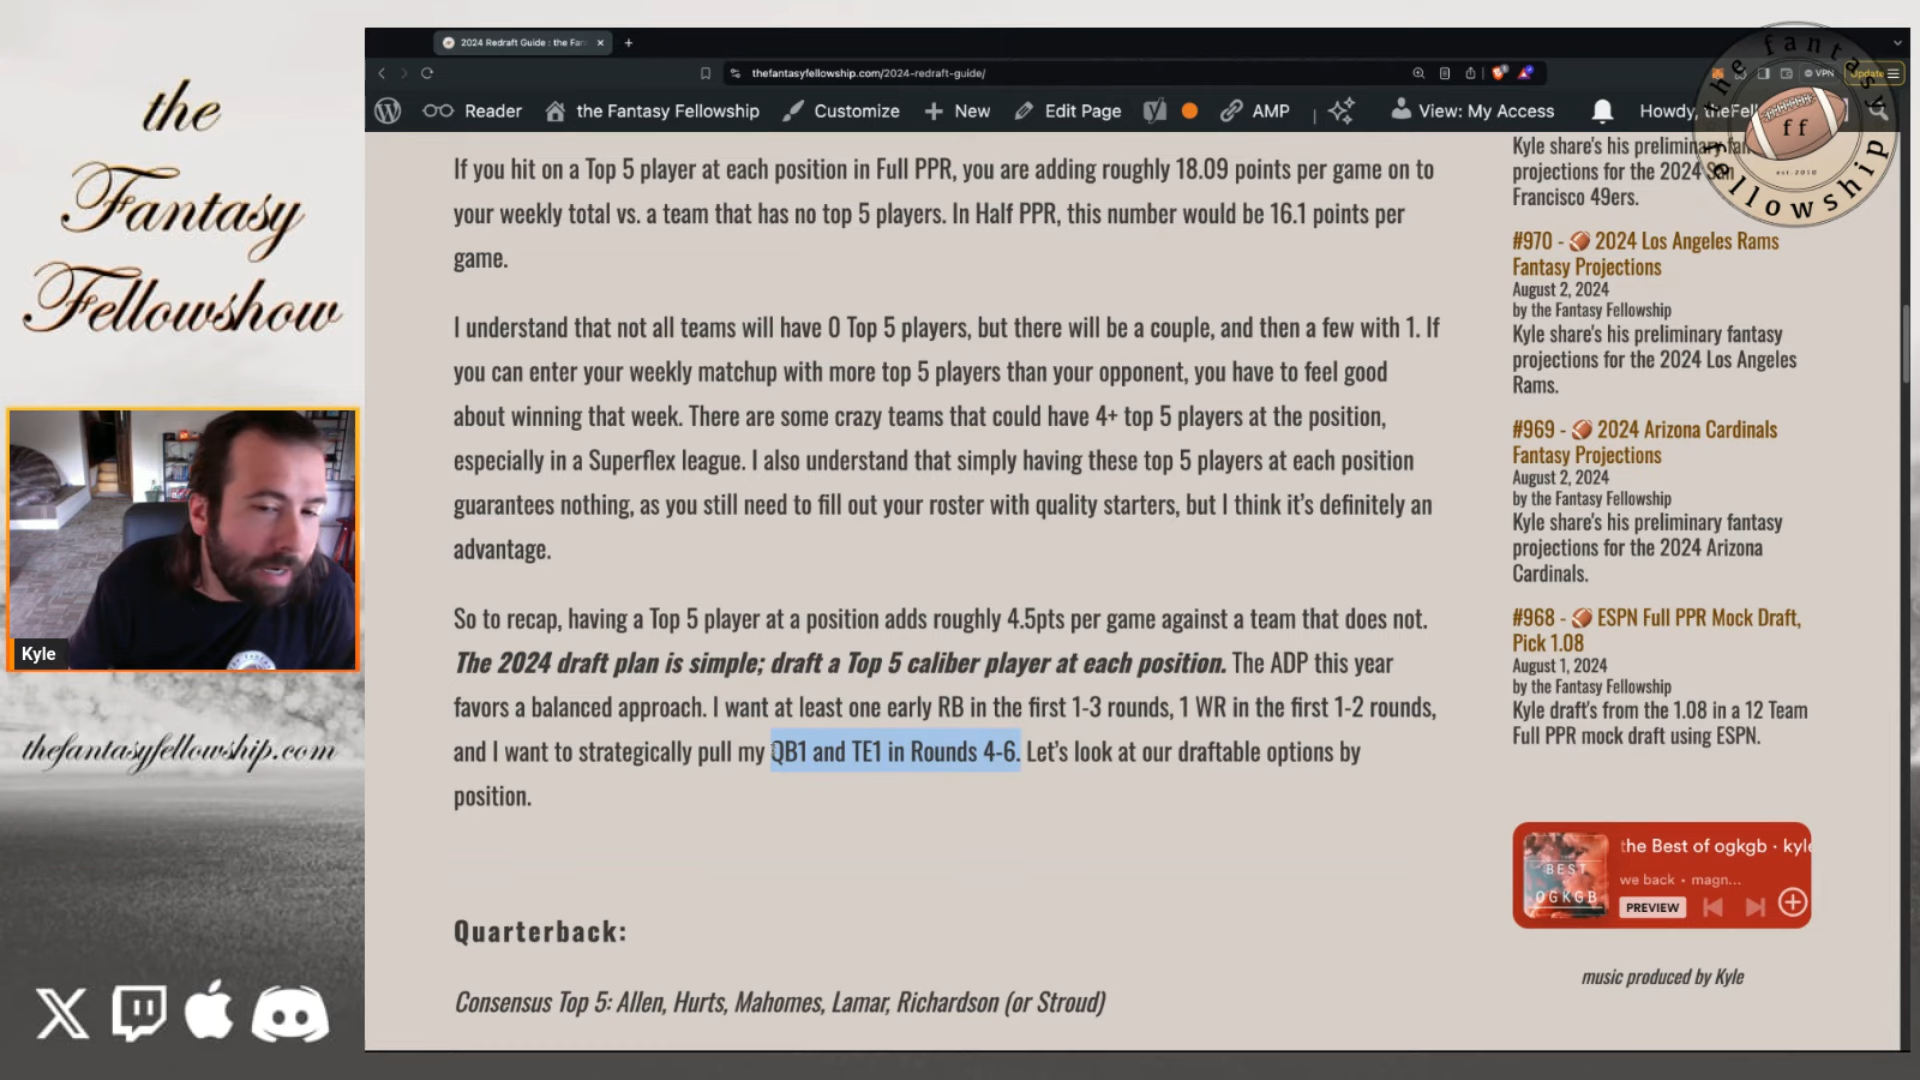 the
Fantasy
Fellowshow
Kyle
thefantasyfellowship.com
2024 Redraft Guide : the Fan
thefantasyfellowship.com/2024-redraft-guide/
VPN
Update
Reader
the Fantasy Fellowship
Customize
New
Edit Page
AMP
View: My Access
Howdy, theFel
the fantasy fellowship
ff
est.2010
If you hit on a Top 5 player at each position in Full PPR, you are adding roughly 18.09 points per game on to
your weekly total vs. a team that has no top 5 players. In Half PPR, this number would be 16.1 points per
game.
I understand that not all teams will have 0 Top 5 players, but there will be a couple, and then a few with 1. If
you can enter your weekly matchup with more top 5 players than your opponent, you have to feel good
about winning that week. There are some crazy teams that could have 4+ top 5 players at the position,
especially in a Superflex league. I also understand that simply having these top 5 players at each position
guarantees nothing, as you still need to fill out your roster with quality starters, but I think it's definitely an
advantage.
So to recap, having a Top 5 player at a position adds roughly 4.5pts per game against a team that does not.
The 2024 draft plan is simple; draft a Top 5 caliber player at each position. The ADP this year
favors a balanced approach. I want at least one early RB in the first 1-3 rounds, 1 WR in the first 1-2 rounds,
and I want to strategically pull my QB1 and TE1 in Rounds 4-6. Let's look at our draftable options by
position.
Quarterback:
Consensus Top 5: Allen, Hurts, Mahomes, Lamar, Richardson (or Stroud)
Kyle share's his preliminary fan
projections for the 2024 San
Francisco 49ers.
#970 - 🏈 2024 Los Angeles Rams
Fantasy Projections
August 2, 2024
by the Fantasy Fellowship
Kyle share's his preliminary fantasy
projections for the 2024 Los Angeles
Rams.
#969 - 🏈 2024 Arizona Cardinals
Fantasy Projections
August 2, 2024
by the Fantasy Fellowship
Kyle share's his preliminary fantasy
projections for the 2024 Arizona
Cardinals.
#968 - 🏈 ESPN Full PPR Mock Draft,
Pick 1.08
August 1, 2024
by the Fantasy Fellowship
Kyle draft's from the 1.08 in a 12 Team
Full PPR mock draft using ESPN.
BEST
OGKGB
the Best of ogkgb · kyle
we back • magn...
PREVIEW
music produced by Kyle